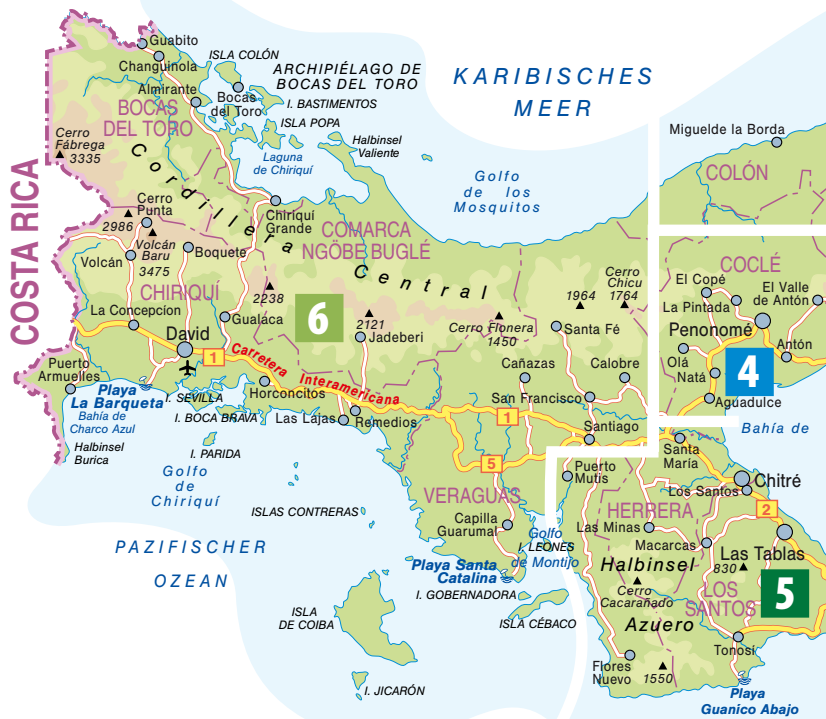 Guabito
Changuinola
ISLA COLÓN
ARCHIPIÉLAGO DE
BOCAS DEL TORO
Almirante
Bocas
del Toro
I. BASTIMENTOS
ISLA POPA
BOCAS
DEL TORO
Halbinsel
Valiente
Laguna
de Chiriquí
KARIBISCHES
MEER
Golfo
de los
Mosquitos
Miguelde la Borda
COLÓN
COSTA RICA
Cerro
Fábrega
3335
Cordillera Central
Cerro
Punta
2986
Volcán
Baru
3475
Volcán
Boquete
Chiriquí
Grande
COMARCA
NGÖBE BUGLÉ
CHIRIQUÍ
2238
6
2121
Jadeberi
Cerro Flonera
1450
1964
Cerro
Chicu
1764
Santa Fé
COCLÉ
El Copé
La Pintada
El Valle
de Antón
Penonomé
Antón
Olá
Natá
4
Aguadulce
La Concepcion
David
Gualaca
1
Carretera Interamericana
Puerto
Armuelles
Playa
La Barqueta
Bahía de
Charco Azul
Halbinsel
Burica
I. SEVILLA
I. BOCA BRAVA
I. PARIDA
Horconcitos
Las Lajas
Remedios
Cañazas
Calobre
San Francisco
1
Santiago
5
Golfo
de
Chiriquí
ISLAS CONTRERAS
VERAGUAS
Capilla
Guarumal
Puerto
Mutis
Golfo
de Montijo
I. LEONES
Playa Santa
Catalina
I. GOBERNADORA
ISLA CÉBACO
ISLA
DE COIBA
I. JICARÓN
PAZIFISCHER
OZEAN
Bahía de
Santa
María
Chitré
Los Santos
2
HERRERA
Las Minas
Macarcas
Las Tablas
830
Halbinsel
Azuero
Cerro
Cacarañado
LOS
SANTOS
5
Tonosí
Flores
Nuevo
1550
Playa
Guanico Abajo